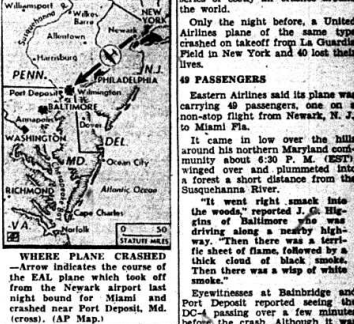 Williamsport
Wilkes
Barre
NEW
YORK
Susquehanna R.
Allentown
Newark
Harrisburg
PENN.
N.J.
PHILADELPHIA
Port Deposit
Wilmington
BALTIMORE
Annapolis
Dover
WASHINGTON
DEL
MD.
Ocean City
RICHMOND
Atlantic Ocean
Cape Charles
VA
Norfolk
0 50
STATUTE MILES
WHERE PLANE CRASHED
—Arrow indicates the course of
the EAL plane which took off
from the Newark airport last
night bound for Miami and
crashed near Port Deposit, Md.
(cross). (AP Map.)
the world.
Only the night before, a United
Airlines plane of the same type
crashed on takeoff from La Guardia
Field in New York and 40 lost their
lives.
49 PASSENGERS
Eastern Airlines said its plane was
carrying 49 passengers, one on a
non-stop flight from Newark, N. J.
to Miami Fla.
It came in low over the hills
around his northern Maryland com-
munity about 6:30 P. M. (EST)
winged over and plummeted into
a forest a short distance from the
Susquehanna River.
"It went right smack into
the woods," reported J. C. Hig-
gins of Baltimore who was
driving along a nearby high-
way. "Then there was a terri-
fic sheet of flame, followed by a
thick cloud of black smoke.
Then there was a wisp of white
smoke."
Eyewitnesses at Bainbridge and
Port Deposit reported seeing the
DC-4 passing over a few minutes
before the crash. Although it was